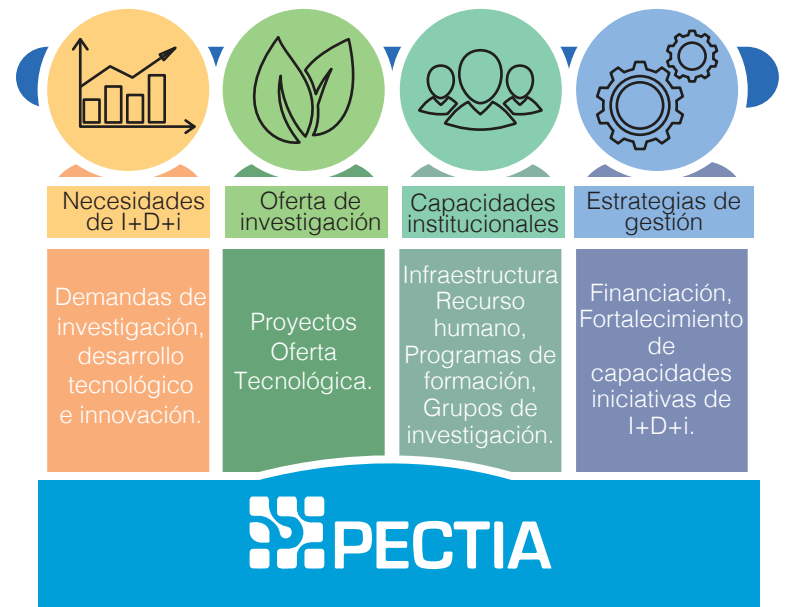 Necesidades
de I+D+i
Oferta de
investigación
Capacidades
institucionales
Estrategias de
gestión
Demandas de
investigación,
desarrollo
tecnológico
e innovación.
Proyectos
Oferta
Tecnológica.
Infraestructura
Recurso
humano,
Programas de
formación,
Grupos de
investigación.
Financiación,
Fortalecimiento
de
capacidades
iniciativas de
I+D+i.
PECTIA